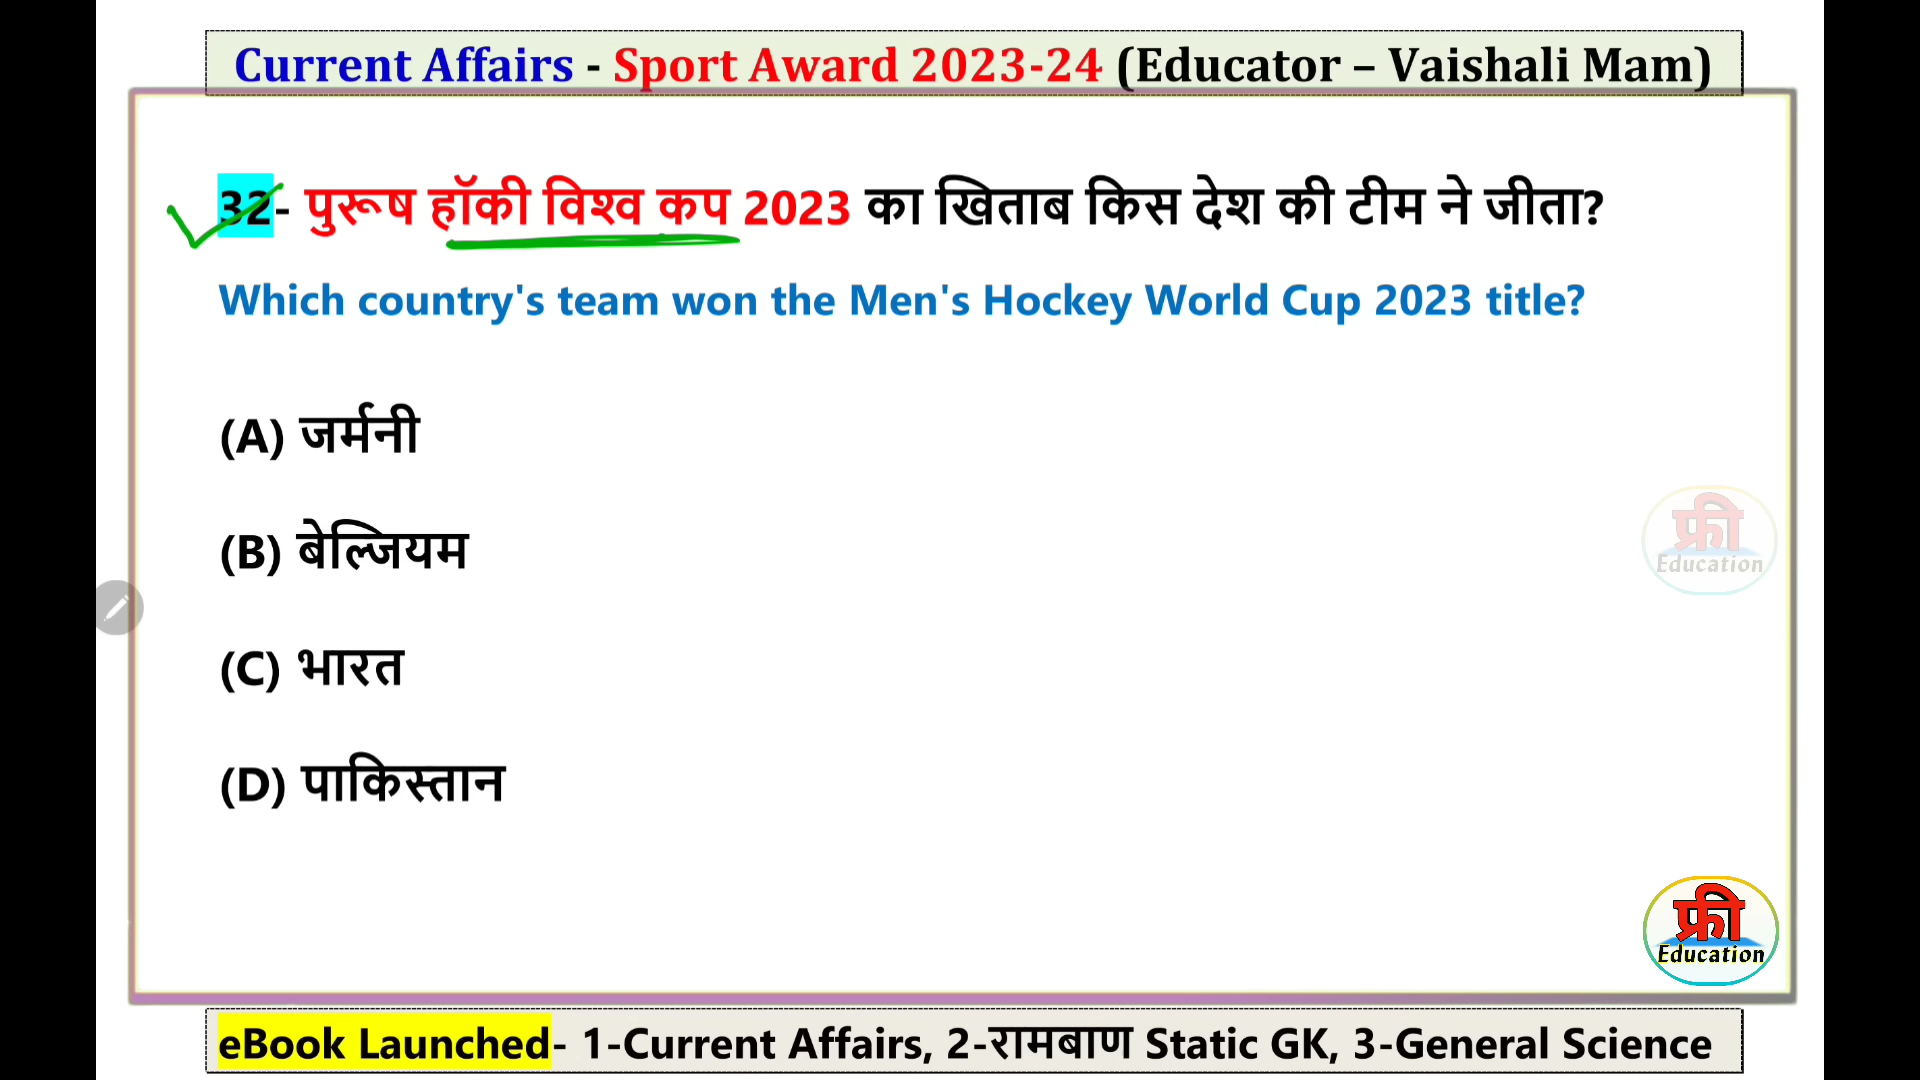 Current Affairs - Sport Award 2023-24 (Educator – Vaishali Mam)
32- पुरूष हॉकी विश्व कप 2023 का खिताब किस देश की टीम ने जीता?
Which country's team won the Men's Hockey World Cup 2023 title?
(A) जर्मनी
(B) बेल्जियम
(C) भारत
(D) पाकिस्तान
फ्री
Education
फ्री
Education
eBook Launched- 1-Current Affairs, 2-रामबाण Static GK, 3-General Science